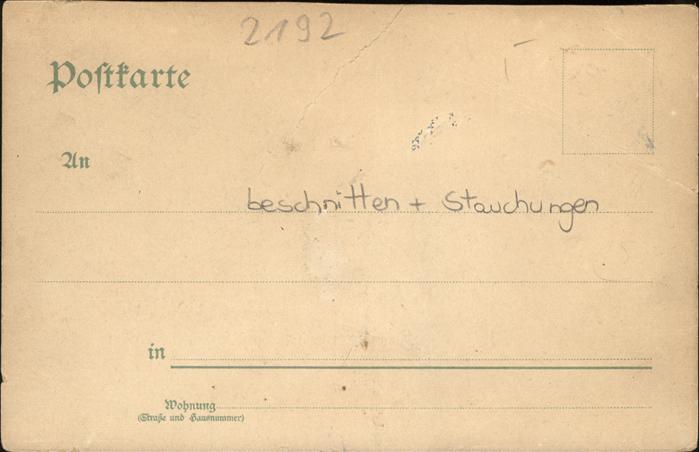 2192
Postkarte
An
beschnitten + Stauchungen
in
Wohnung
(Straße und Hausnummer)